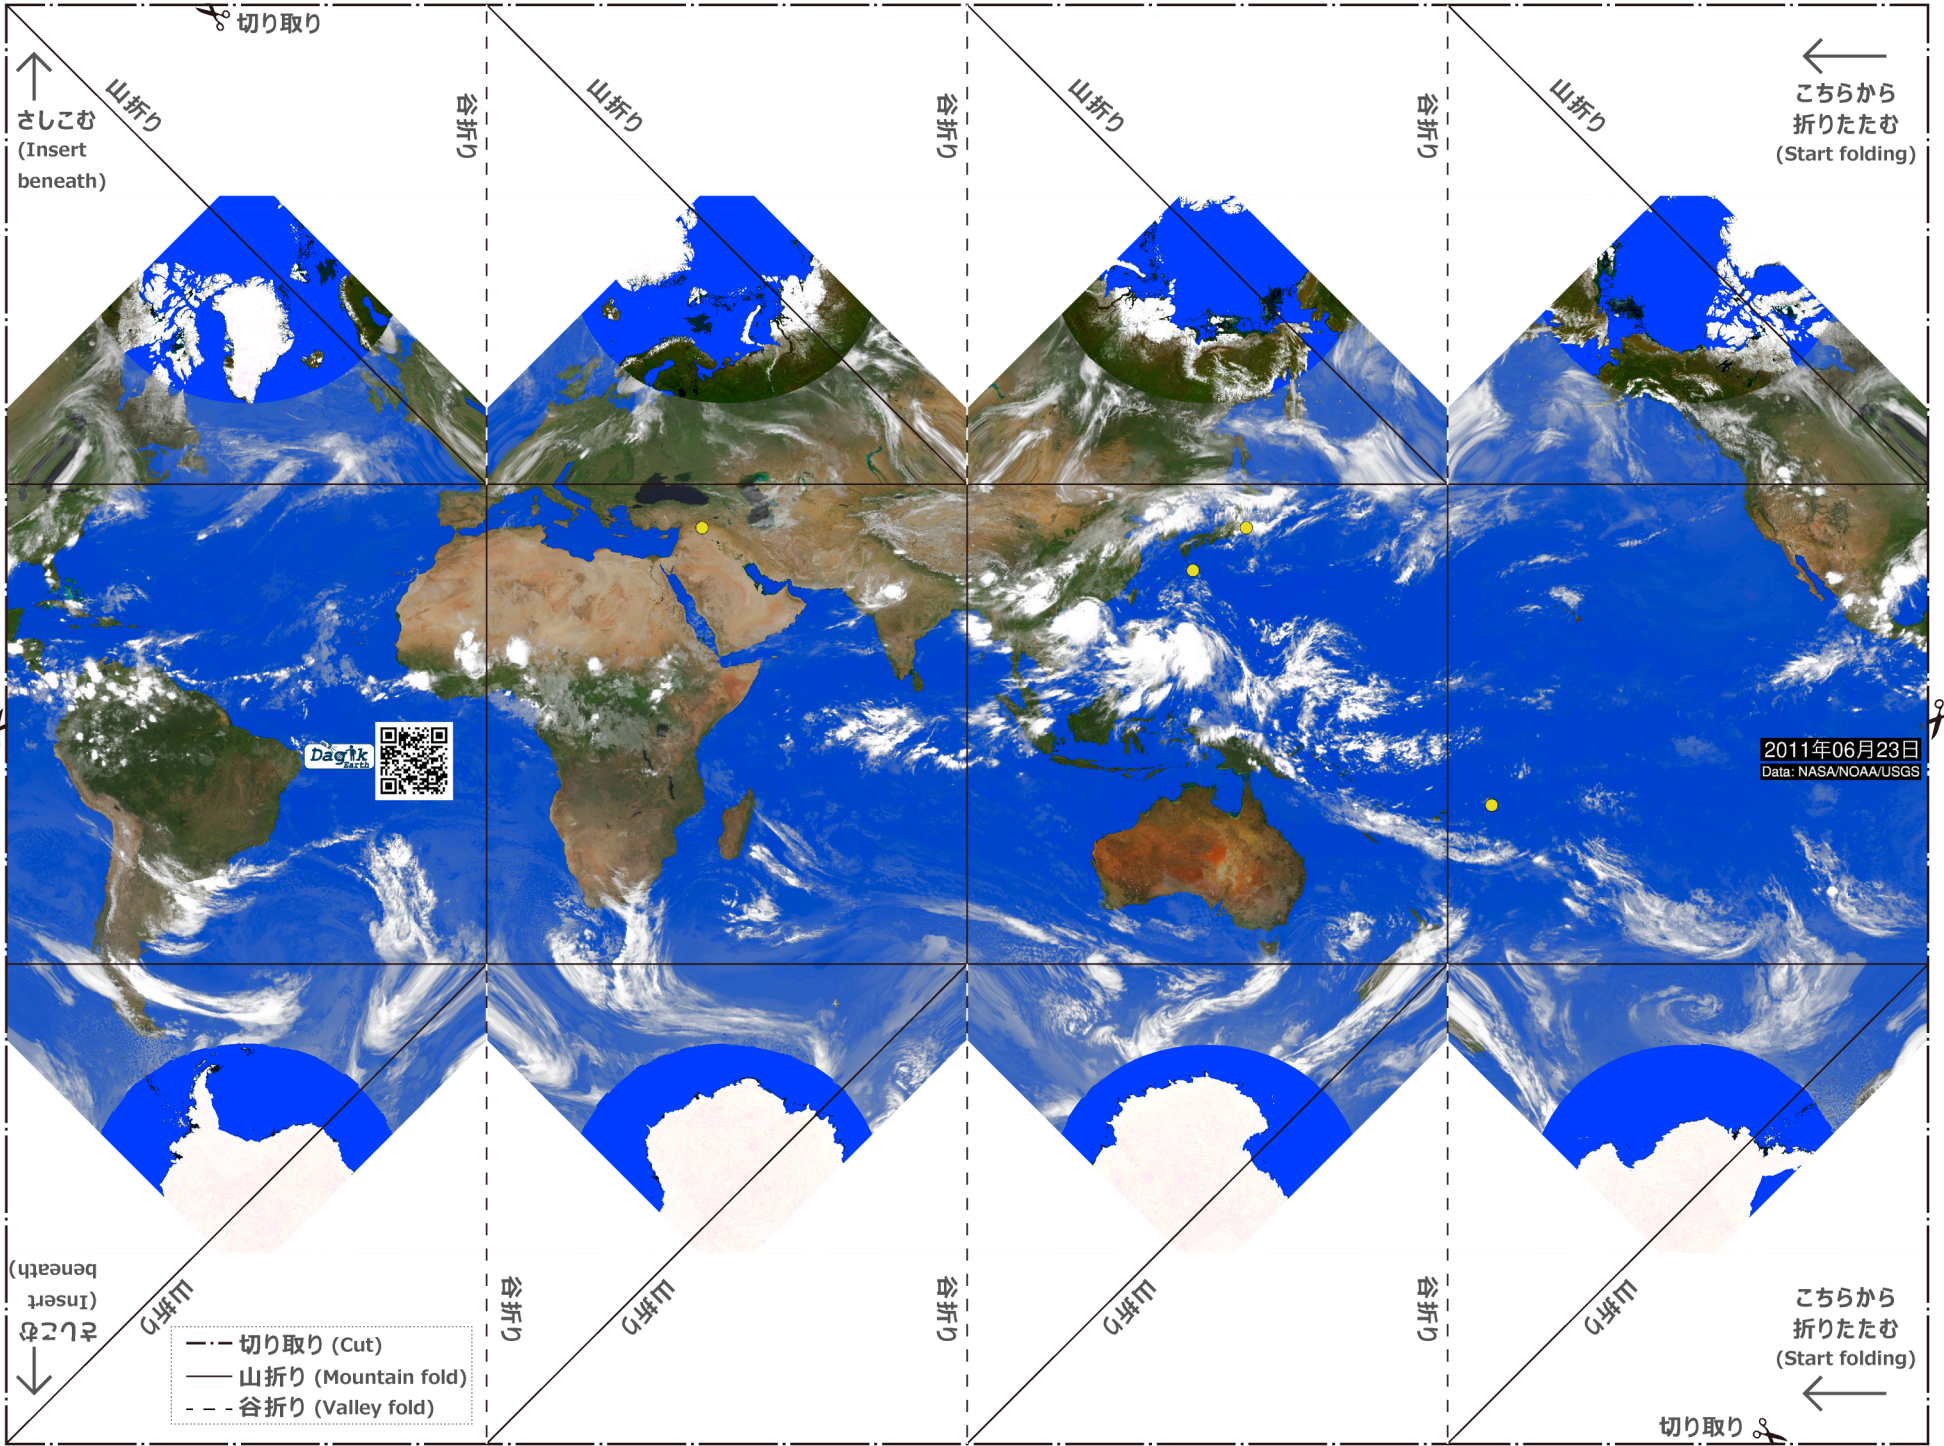 切り取り
山折り
谷折り
山折り
谷折り
山折り
谷折り
山折り
さしこむ
(Insert
beneath)
こちらから
折りたたむ
(Start folding)
Dagik
Earth
2011年06月23日
Data: NASA/NOAA/USGS
さしこむ
(Insert
beneath)
山折り
谷折り
山折り
谷折り
山折り
谷折り
山折り
こちらから
折りたたむ
(Start folding)
切り取り (Cut)
山折り (Mountain fold)
谷折り (Valley fold)
切り取り